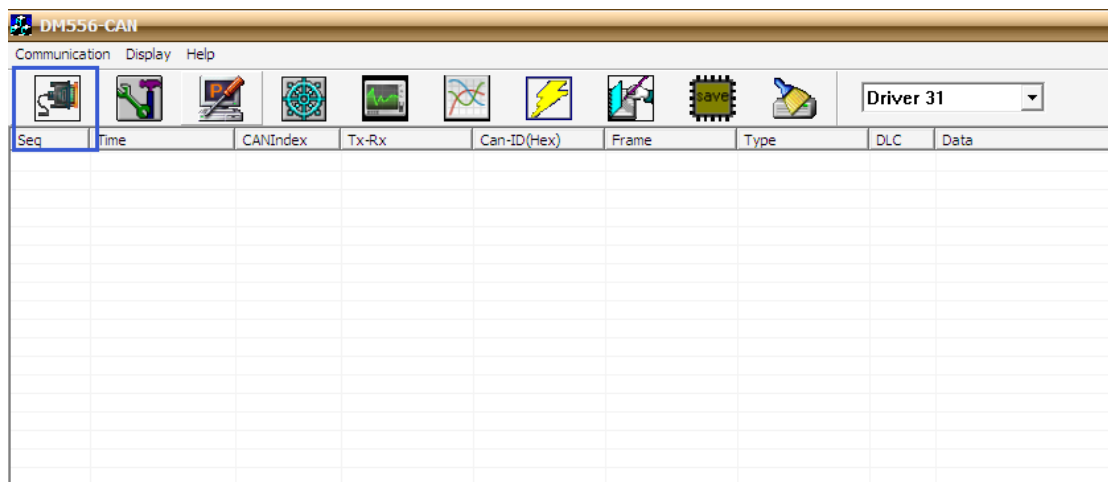 DM556-CAN
Communication Display Help
P
save
Driver 31
Seq Time CANIndex Tx-Rx Can-ID(Hex) Frame Type DLC Data